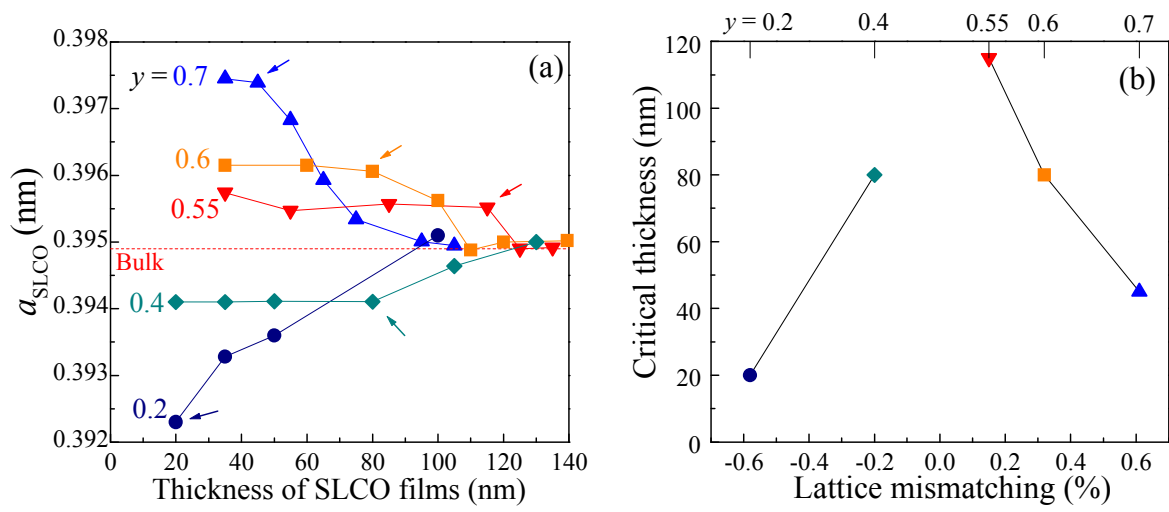 (a)
y = 0.7
0.6
0.55
Bulk
0.4
0.2
0.398
0.397
0.396
0.395
0.394
0.393
0.392
a_SLCO (nm)
0 20 40 60 80 100 120 140
Thickness of SLCO films (nm)
y = 0.2 0.4 0.55 0.6 0.7
(b)
120
100
80
60
40
20
0
Critical thickness (nm)
-0.6 -0.4 -0.2 0.0 0.2 0.4 0.6
Lattice mismatching (%)